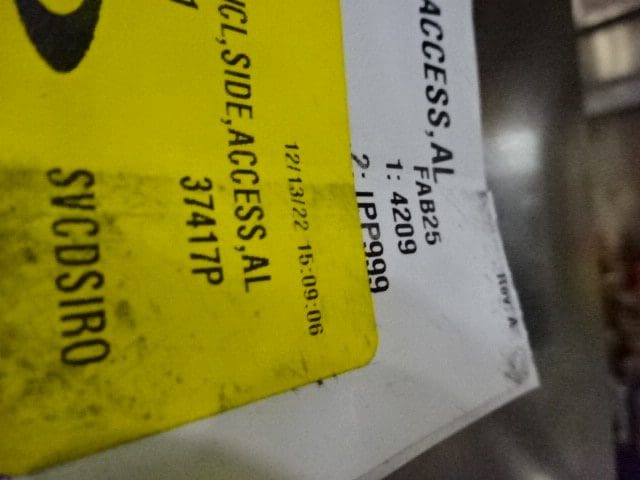 NCL,SIDE,ACCESS,AL
37417P
SVCDSIRO
12/13/22 15:09:06
ACCESS,AL
FAB25
1: 4209
2: IPP999
Rev: A